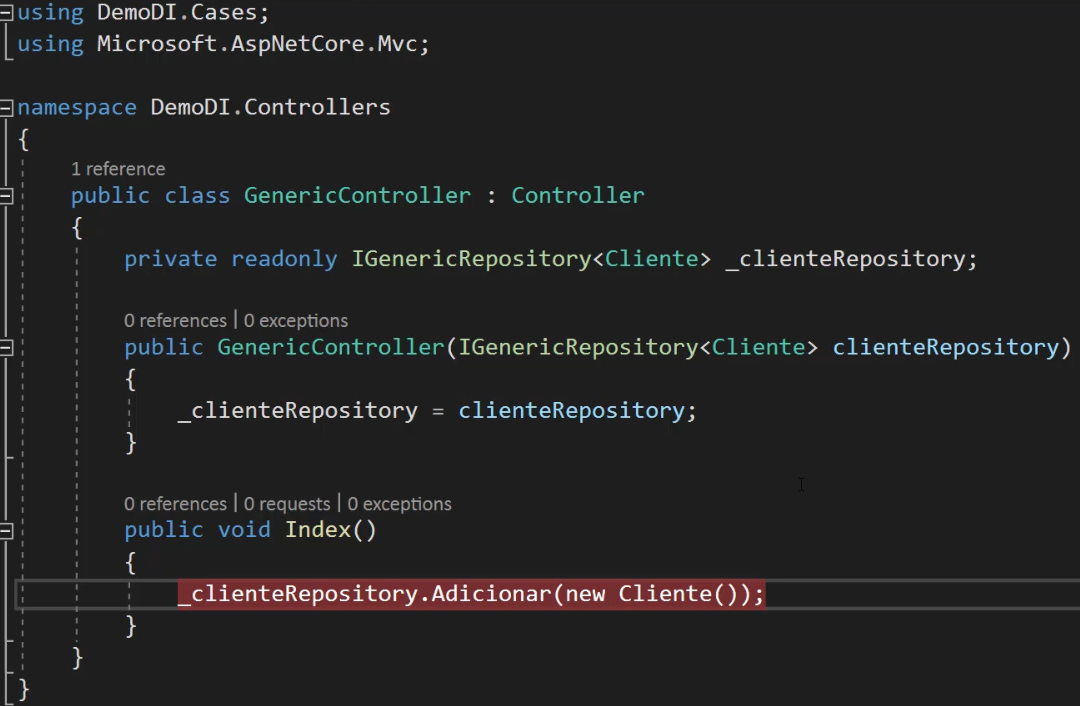 using DemoDI.Cases;
using Microsoft.AspNetCore.Mvc;
namespace DemoDI.Controllers
{
1 reference
public class GenericController : Controller
{
private readonly IGenericRepository<Cliente> _clienteRepository;
0 references | 0 exceptions
public GenericController(IGenericRepository<Cliente> clienteRepository)
{
_clienteRepository = clienteRepository;
}
0 references | 0 requests | 0 exceptions
public void Index()
{
_clienteRepository.Adicionar(new Cliente());
}
}
}